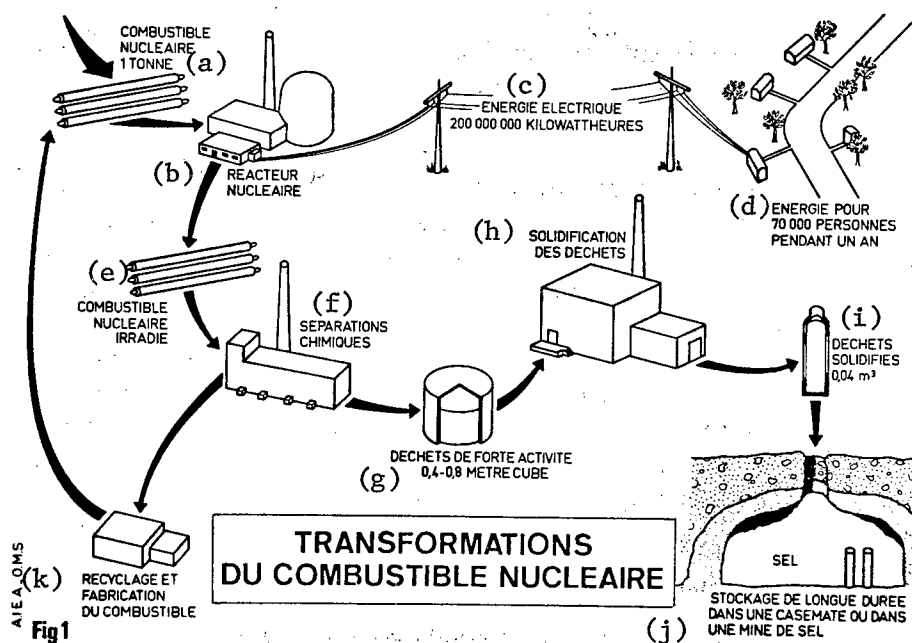 COMBUSTIBLE
NUCLEAIRE
1 TONNE
(a)
(b)
REACTEUR
NUCLEAIRE
(c)
ENERGIE ELECTRIQUE
200 000 000 KILOWATTHEURES
(d)
ENERGIE POUR
70 000 PERSONNES
PENDANT UN AN
(e)
COMBUSTIBLE
NUCLEAIRE
IRRADIE
(f)
SEPARATIONS
CHIMIQUES
(g)
DECHETS DE FORTE ACTIVITE
0,4-0,8 METRE CUBE
(h)
SOLIDIFICATION
DES DECHETS
(i)
DECHETS
SOLIDIFIES
0,04 m³
SEL
(j)
STOCKAGE DE LONGUE DUREE
DANS UNE CASEMATE OU DANS
UNE MINE DE SEL
(k)
RECYCLAGE ET
FABRICATION
DU COMBUSTIBLE
TRANSFORMATIONS
DU COMBUSTIBLE NUCLEAIRE
A I E A, O.M.S
Fig 1